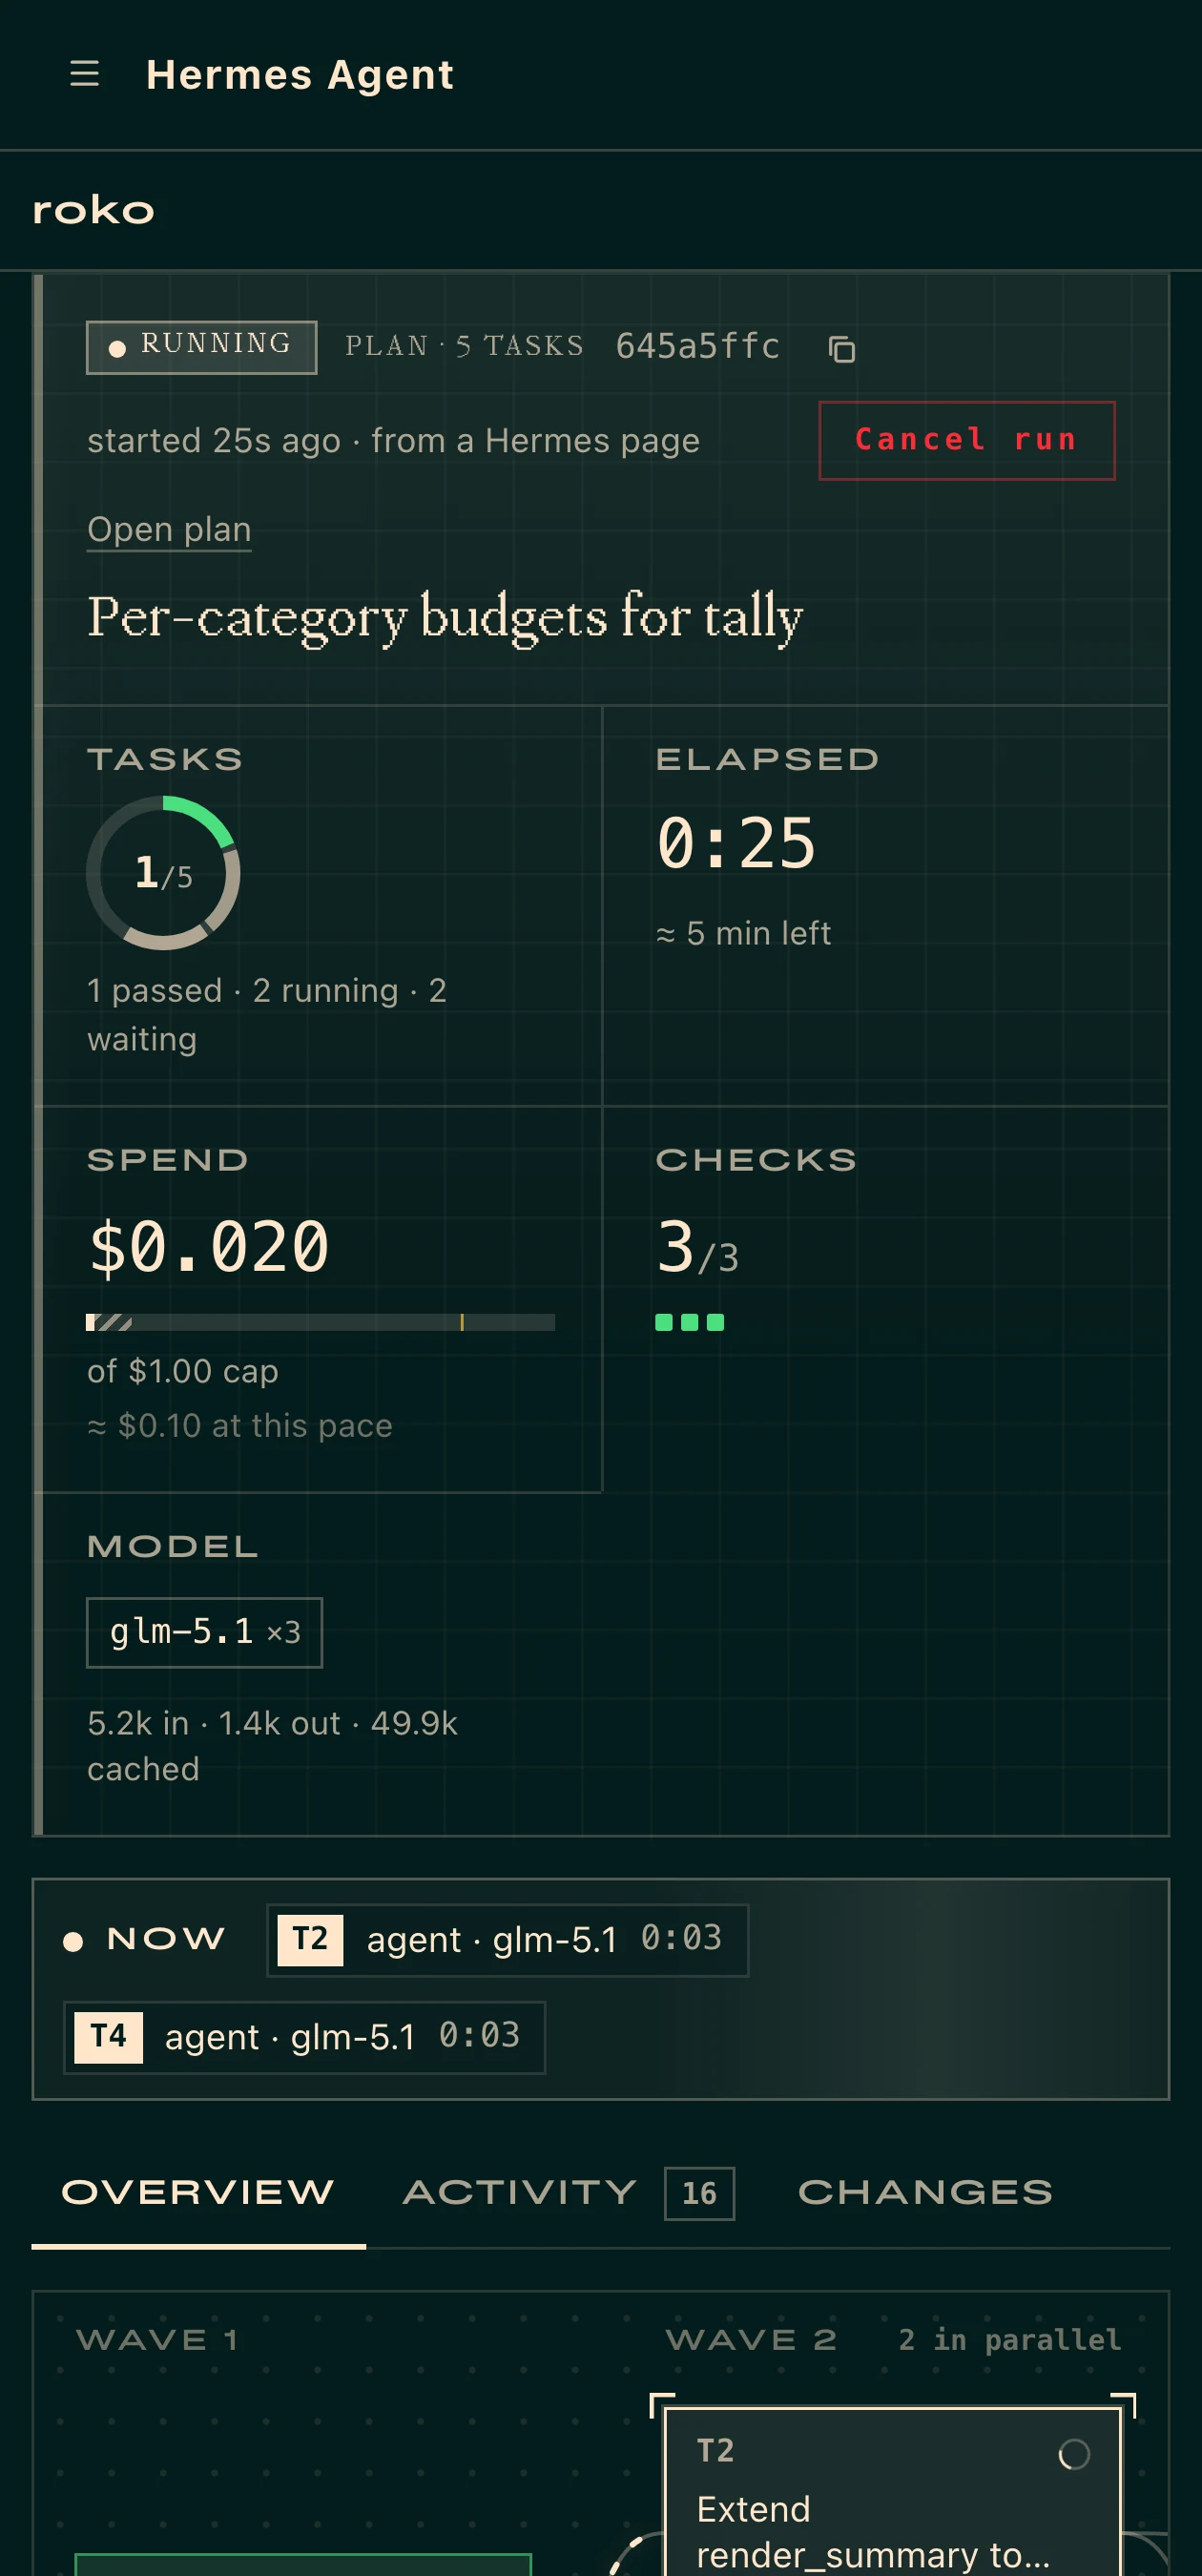 Hermes Agent
roko
RUNNING PLAN · 5 TASKS 645a5ffc
started 25s ago · from a Hermes page
Cancel run
Open plan
Per-category budgets for tally
TASKS
1/5
1 passed · 2 running · 2
waiting
ELAPSED
0:25
≈ 5 min left
SPEND
$0.020
of $1.00 cap
≈ $0.10 at this pace
CHECKS
3/3
MODEL
glm-5.1 ×3
5.2k in · 1.4k out · 49.9k
cached
NOW T2 agent · glm-5.1 0:03
T4 agent · glm-5.1 0:03
OVERVIEW ACTIVITY 16 CHANGES
WAVE 1 WAVE 2 2 in parallel
T2
Extend
render_summary to...